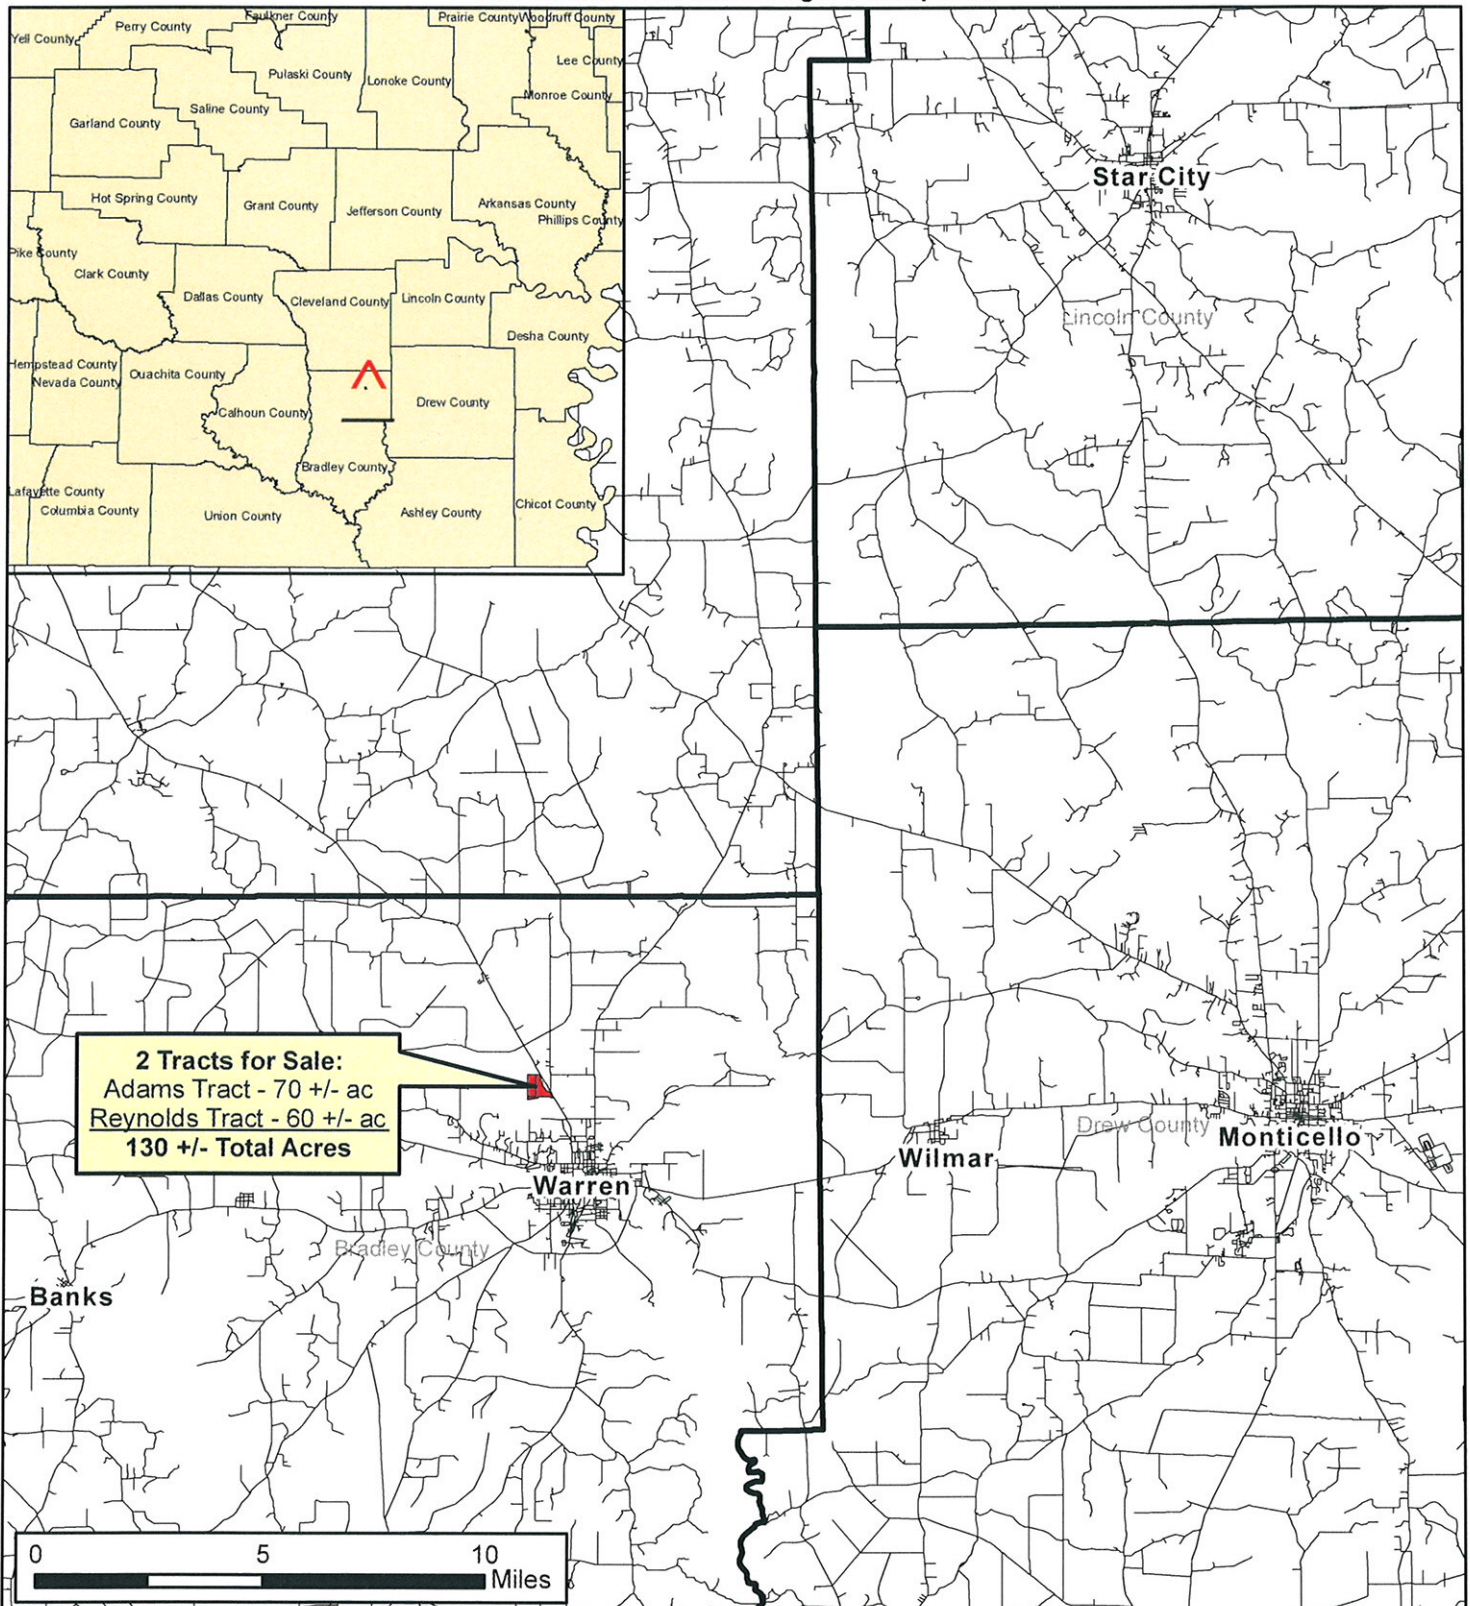 Faulkner County
Prairie County
Woodruff County
Perry County
Yell County
Lee County
Pulaski County
Lonoke County
Monroe County
Saline County
Garland County
Hot Spring County
Grant County
Jefferson County
Arkansas County
Phillips County
Pike County
Clark County
Dallas County
Cleveland County
Lincoln County
Desha County
Hempstead County
Nevada County
Ouachita County
Calhoun County
Drew County
Bradley County
Lafayette County
Columbia County
Union County
Ashley County
Chicot County
Star City
Lincoln County
2 Tracts for Sale:
Adams Tract - 70 +/- ac
Reynolds Tract - 60 +/- ac
130 +/- Total Acres
Drew County
Monticello
Wilmar
Warren
Bradley County
Banks
0 5 10
Miles